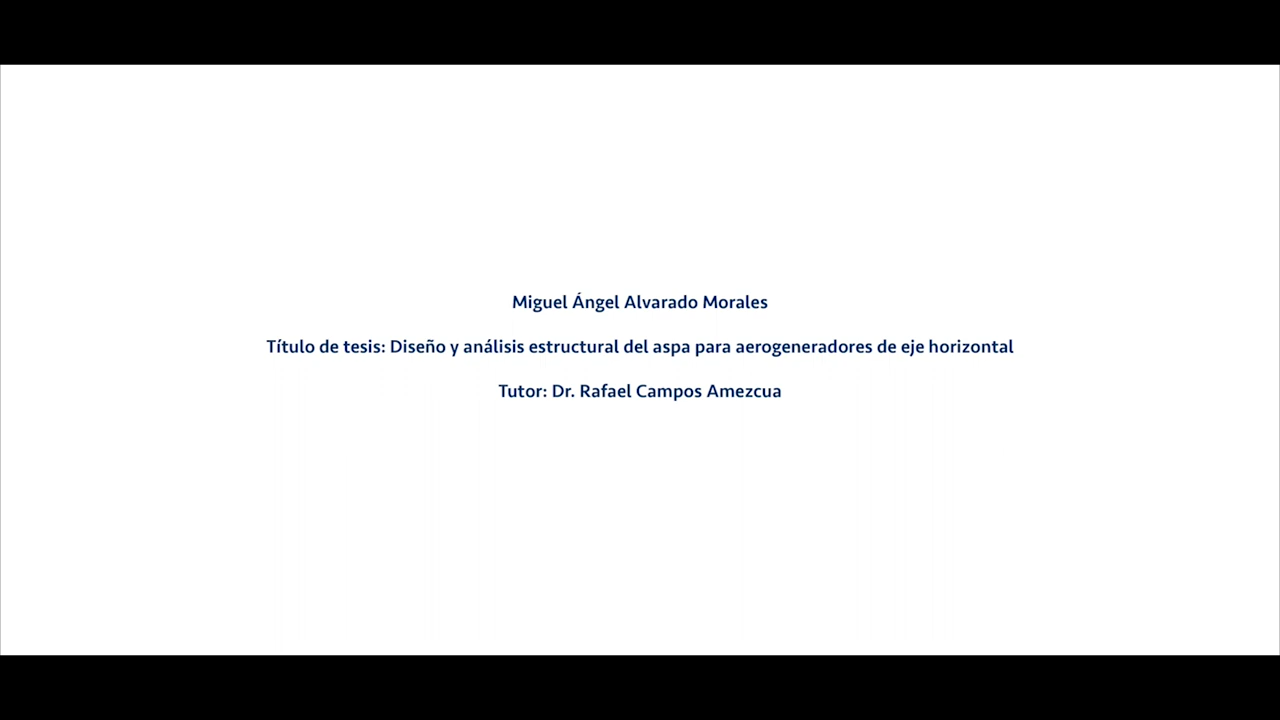 Miguel Ángel Alvarado Morales
Título de tesis: Diseño y análisis estructural del aspa para aerogeneradores de eje horizontal
Tutor: Dr. Rafael Campos Amezcua